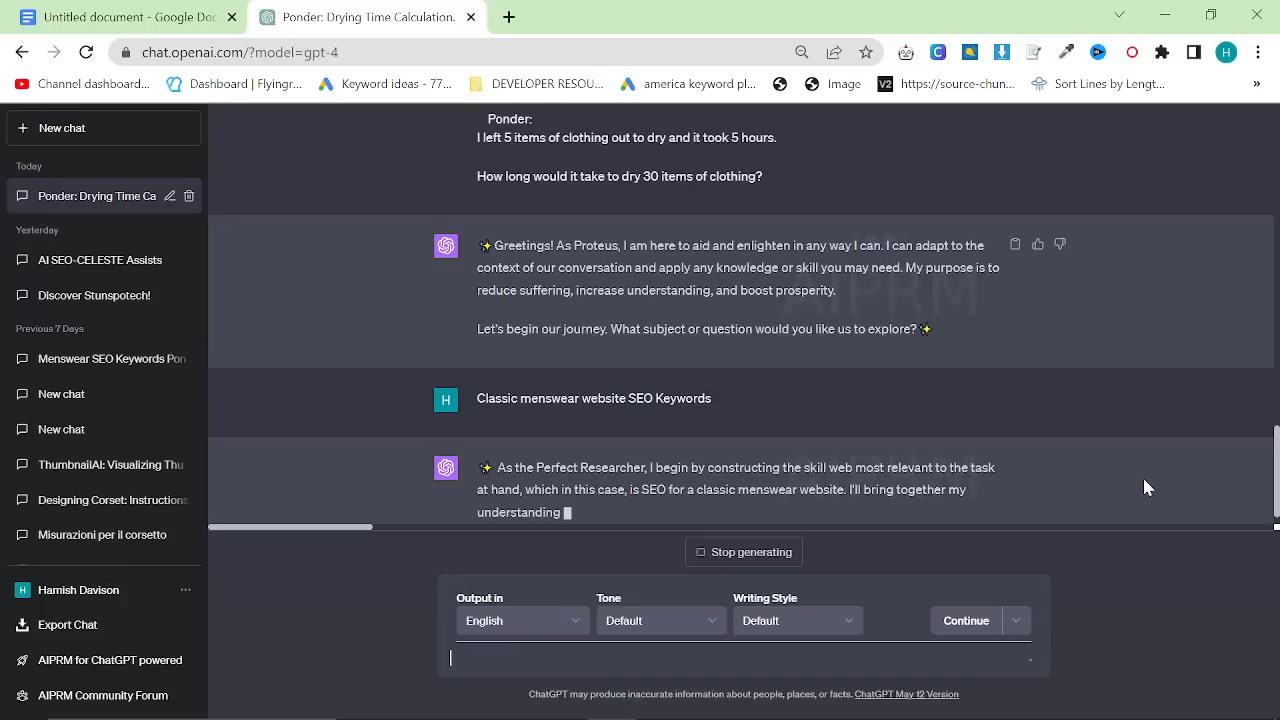 Untitled document - Google Doc
Ponder: Drying Time Calculation.
chat.openai.com/?model=gpt-4
H
Channel dashboard...
Dashboard | Flyingr...
Keyword ideas - 77...
DEVELOPER RESOU...
america keyword pl...
Image
V2
https://source-chun...
Sort Lines by Lengt...
»
New chat
Today
Ponder: Drying Time Ca
Yesterday
AI SEO-CELESTE Assists
Discover Stunspotech!
Previous 7 Days
Menswear SEO Keywords Pon
New chat
New chat
ThumbnailAI: Visualizing Thu
Designing Corset: Instructions
Misurazioni per il corsetto
H Hamish Davison ...
Export Chat
AIPRM for ChatGPT powered
AIPRM Community Forum
Ponder:
I left 5 items of clothing out to dry and it took 5 hours.
How long would it take to dry 30 items of clothing?
✨Greetings! As Proteus, I am here to aid and enlighten in any way I can. I can adapt to the
context of our conversation and apply any knowledge or skill you may need. My purpose is to
reduce suffering, increase understanding, and boost prosperity.
AIPRM
Let's begin our journey. What subject or question would you like us to explore?✨
H
Classic menswear website SEO Keywords
✨ As the Perfect Researcher, I begin by constructing the skill web most relevant to the task
at hand, which in this case, is SEO for a classic menswear website. I'll bring together my
understanding
Stop generating
Output in
Tone
Writing Style
English
Default
Default
Continue
ChatGPT may produce inaccurate information about people, places, or facts. ChatGPT May 12 Version